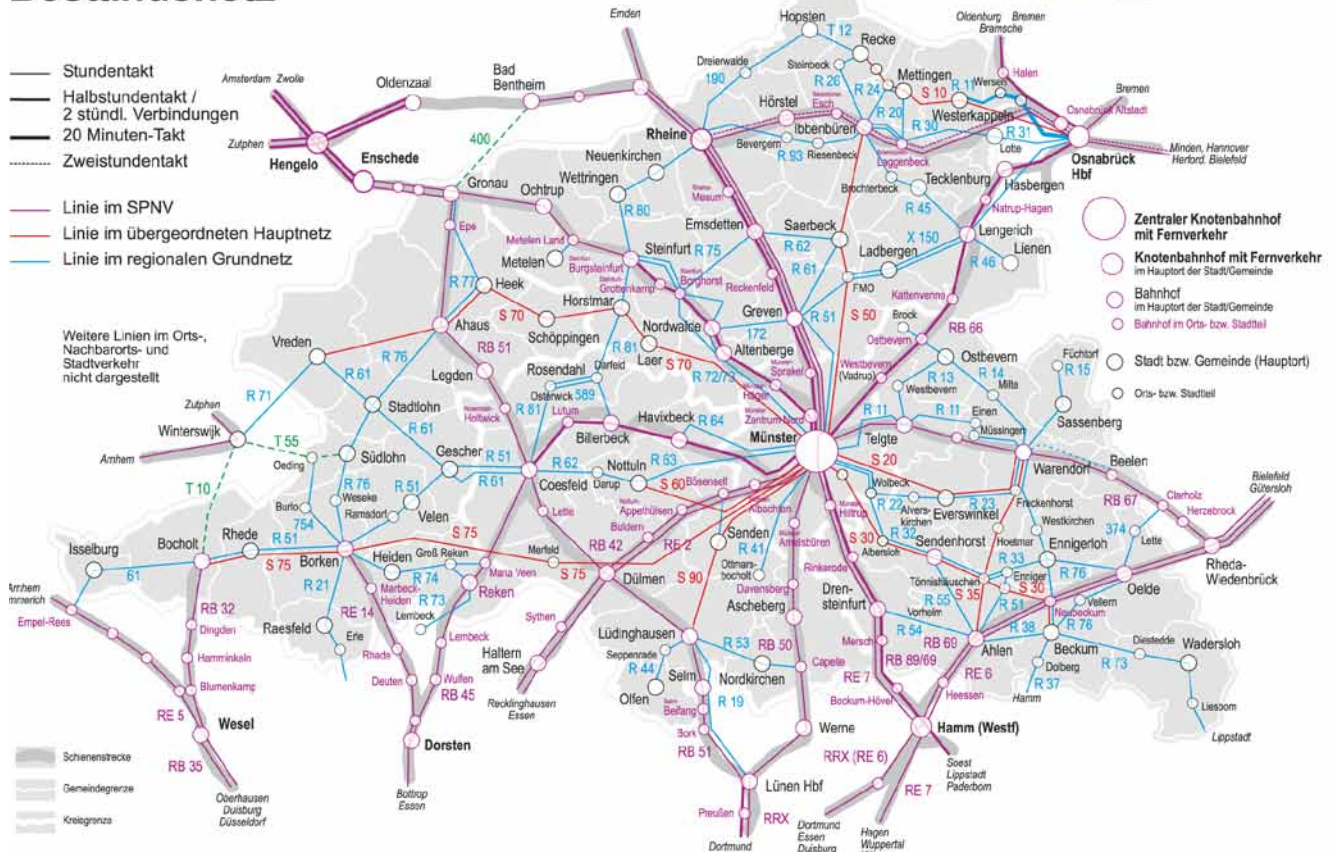 Bestandsnetz
Stundentakt
Halbstundentakt /
2 stündl. Verbindungen
20 Minuten-Takt
Zweistundentakt
Linie im SPNV
Linie im übergeordneten Hauptnetz
Linie im regionalen Grundnetz
Weitere Linien im Orts-,
Nachbarorts- und
Stadtverkehr
nicht dargestellt
Zentraler Knotenbahnhof
mit Fernverkehr
Knotenbahnhof mit Fernverkehr
im Hauptort der Stadt/Gemeinde
Bahnhof
im Hauptort der Stadt/Gemeinde
Bahnhof im Orts- bzw. Stadtteil
Stadt bzw. Gemeinde (Hauptort)
Orts- bzw. Stadtteil
Schienenstrecke
Gemeindegrenze
Kreisgrenze
Emden
Hopsten
T 12
Recke
Oldenburg Bremen
Bramsche
Dreierwalde
190
Steinbeck
R 26
R 24
Mettingen
S 10
R 11
Wersen
Halen
Bremen
Amsterdam Zwolle
Oldenzaal
Bad
Bentheim
Hörstel
Esch
R 20
Westerkappeln
Osnabrück Altstadt
Zutphen
Hengelo
Enschede
400
Rheine
Ibbenbüren
Bevergern
R 93
Riesenbeck
R 30
R 31
Lotte
Laggenbeck
Osnabrück
Hbf
Minden, Hannover
Herford, Bielefeld
Neuenkirchen
Wettringen
Gronau
Ochtrup
R 80
Mesum
Brochterbeck
Tecklenburg
Hasbergen
Natrup-Hagen
R 45
Epe
Metelen Land
Metelen
Steinfurt
Burgsteinfurt
Grottenkamp
Borghorst
R 75
Emsdetten
Saerbeck
R 62
R 61
Ladbergen
X 150
Lengerich
R 46
Lienen
FMO
R 77
Heek
S 70
Horstmar
Schöppingen
Reckenfeld
Kattenvenne
Ahaus
RB 51
Nordwalde
Laer
R 81
Greven
172
Altenberge
R 61
S 50
RB 66
Brock
Ostbevern
Vreden
R 76
R 61
Legden
Darfeld
Rosendahl
Osterwick
589
S 70
R 72/73
Sprakel
Häger
Zentrum Nord
Westbevern
(Vadrup)
R 13
Ostbevern
Westbevern
R 14
Milte
Füchtorf
R 15
Sassenberg
R 71
Zutphen
Winterswijk
Arnhem
Stadtlohn
Holtwick
R 81
Lutum
Billerbeck
Havixbeck
R 64
Münster
R 11
Telgte
R 11
Einen
Müssingen
Warendorf
Beelen
Bielefeld
Gütersloh
T 55
Oeding
Südlohn
R 61
Gescher
R 51
R 61
R 62
Coesfeld
Nottuln
Darup
R 63
S 60
Bösensell
S 20
Wolbeck
R 22
Everswinkel
R 23
Freckenhorst
RB 67
Clarholz
Herzebrock
T 10
R 76
Weseke
Ramsdorf
R 51
Velen
Burlo
754
Lette
Appelhülsen
Buldern
RB 42
RE 2
Albachten
Senden
R 41
Amelsbüren
Hiltrup
Alvers-
kirchen
R 32
Westkirchen
374
Lette
Isselburg
Bocholt
Rhede
R 51
S 75
Borken
S 75
Heiden
Groß Reken
R 74
Maria Veen
Merfeld
S 75
Dülmen
S 90
Ottmars-
bocholt
S 30
Albersloh
Sendenhorst
Hoetmar
R 33
Ennigerloh
Rheda-
Wiedenbrück
61
Arnhem
Empel-Rees
RB 32
R 21
Marbeck-
Heiden
R 73
Reken
Lembeck
Davensberg
Rinkerode
Tönnishäuschen
Enniger
S 35
S 30
R 76
Oelde
Dingden
Raesfeld
Erle
RE 14
Sythen
Ascheberg
Dren-
steinfurt
R 55
Vorhelm
R 51
Neubeckum
Vellern
Hamminkeln
Rhade
Lembeck
Haltern
am See
Lüdinghausen
Seppenrade
R 53
RB 50
R 54
RB 69
Ahlen
R 38
Beckum
R 76
Diestedde
Wadersloh
Blumenkamp
Deuten
Wulfen
RB 45
Recklinghausen
Essen
R 44
Olfen
Selm
Nordkirchen
Capelle
Mersch
RB 89/69
RE 7
RE 6
Heessen
Dolberg
R 37
Hamm
R 73
RE 5
Wesel
Dorsten
Beifang
Bork
R 19
Werne
Bockum-Hövel
Hamm (Westf)
Liesborn
Lippstadt
RB 35
RB 51
RRX (RE 6)
Soest
Lippstadt
Paderborn
Oberhausen
Duisburg
Düsseldorf
Bottrop
Essen
Lünen Hbf
Preußen
RRX
RE 7
Dortmund
Dortmund
Essen
Duisburg
Hagen
Wuppertal